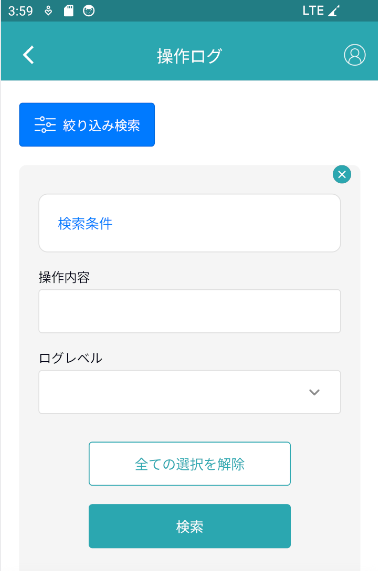 3:59 LTE
操作ログ
絞り込み検索
検索条件
操作内容
ログレベル
全ての選択を解除
検索